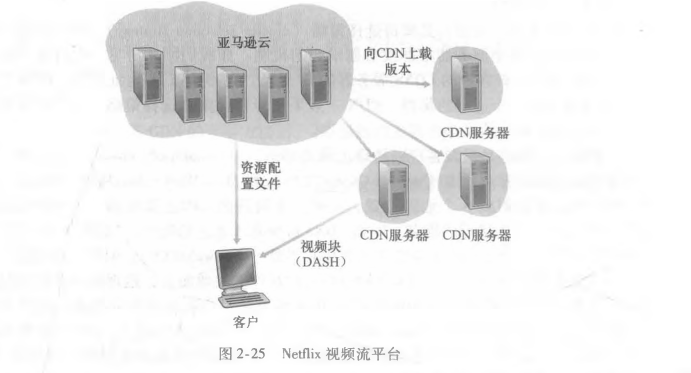 亚马逊云
向CDN上载
版本
CDN服务器
资源配
置文件
CDN服务器
CDN服务器
视频块
（DASH）
客户
图 2-25 Netflix 视频流平台